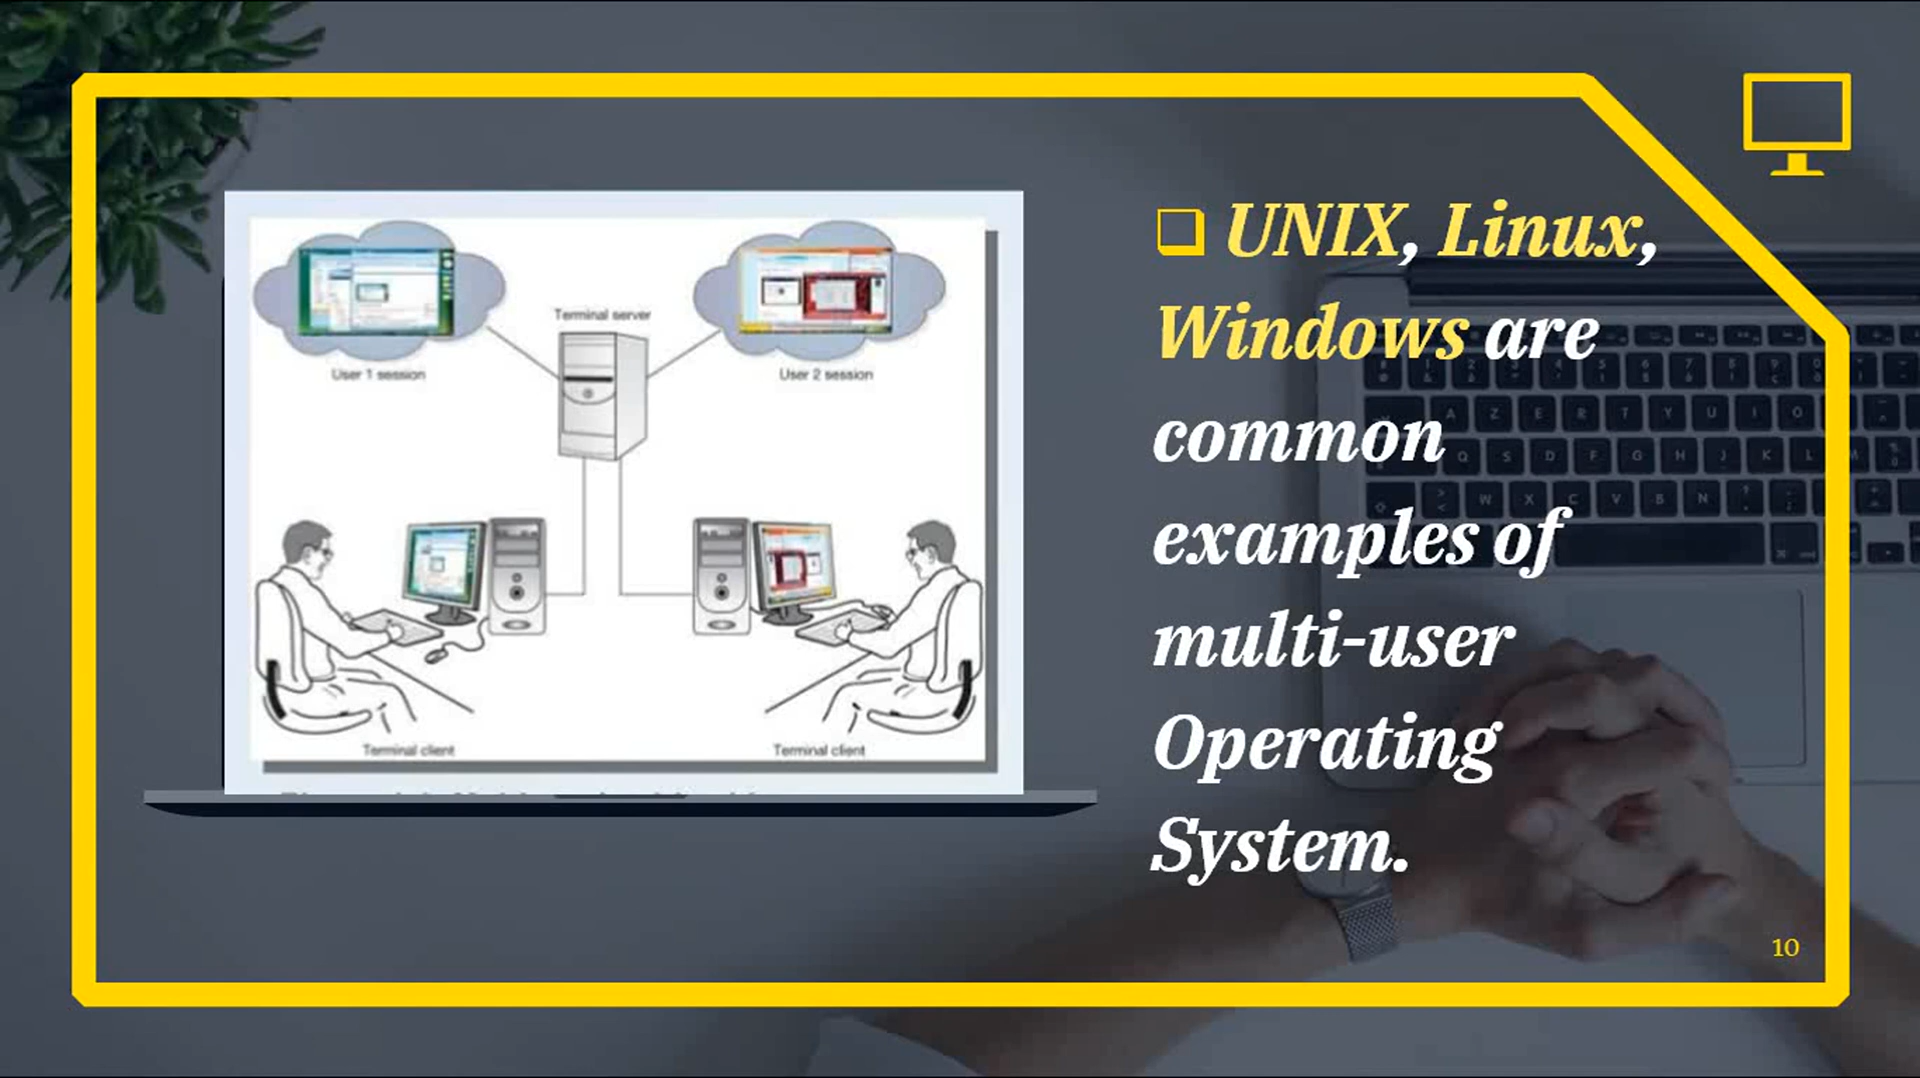 Terminal server
User 1 session
User 2 session
Terminal client
Terminal client
UNIX, Linux,
Windows are
common
examples of
multi-user
Operating
System.
10